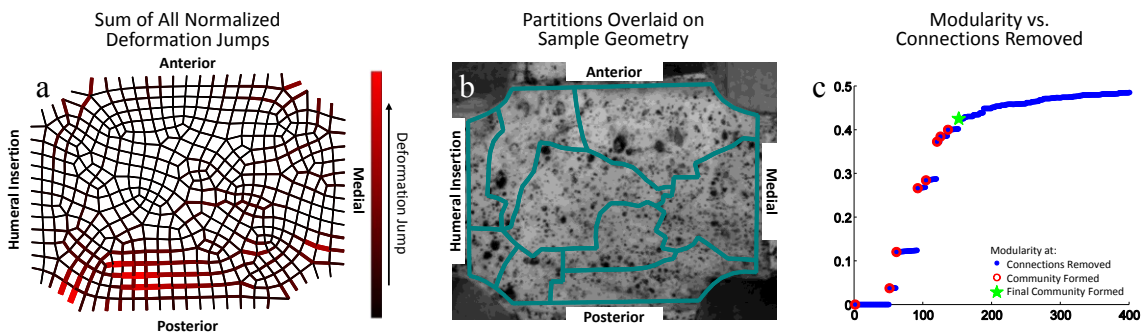 Sum of All Normalized
Deformation Jumps
a
Anterior
Humeral Insertion
Medial
Posterior
Deformation Jump
Partitions Overlaid on
Sample Geometry
b
Anterior
Humeral Insertion
Medial
Posterior
Modularity vs.
Connections Removed
c
0.5
0.4
0.3
0.2
0.1
0
0
100
200
300
400
Modularity at:
Connections Removed
Community Formed
Final Community Formed